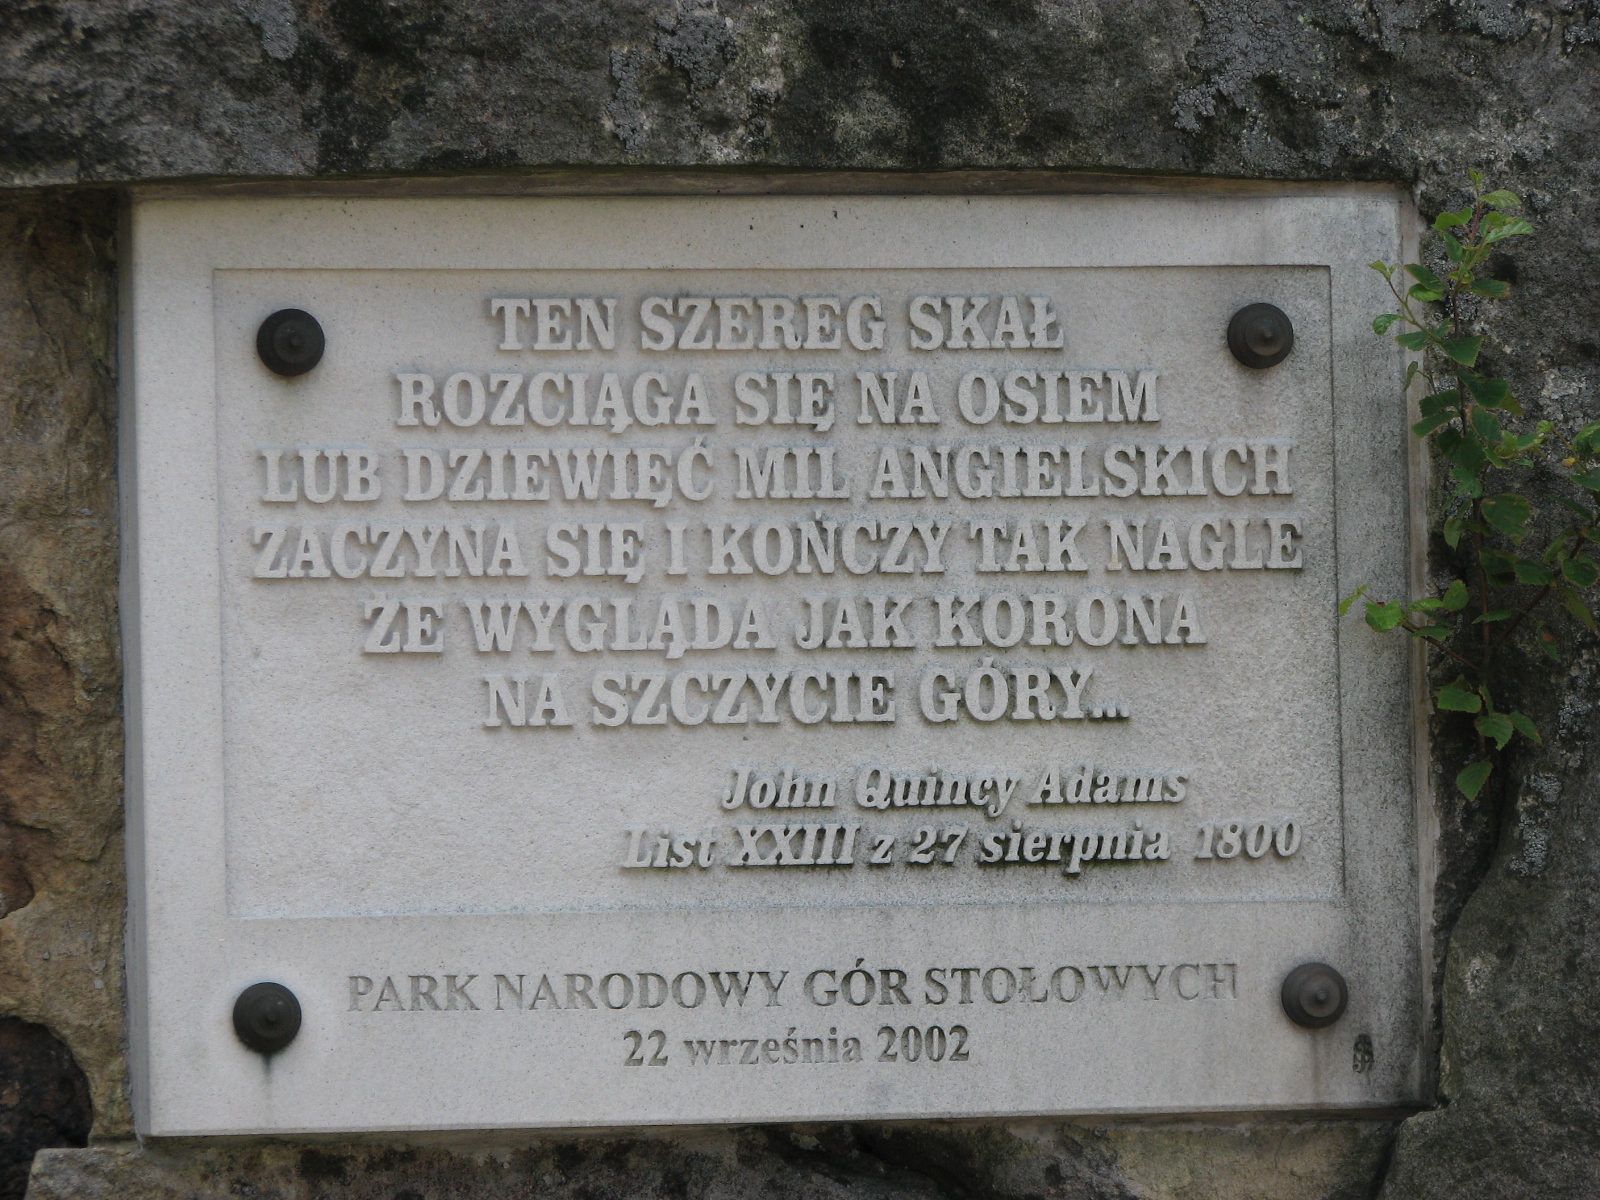 TEN SZEREG SKAŁ
ROZCIĄGA SIĘ NA OSIEM
LUB DZIEWIĘĆ MIL ANGIELSKICH
ZACZYNA SIĘ I KOŃCZY TAK NAGLE
ŻE WYGLĄDA JAK KORONA
NA SZCZYCIE GÓRY...
John Quincy Adams
List XXIII z 27 sierpnia 1800
PARK NARODOWY GÓR STOŁOWYCH
22 września 2002